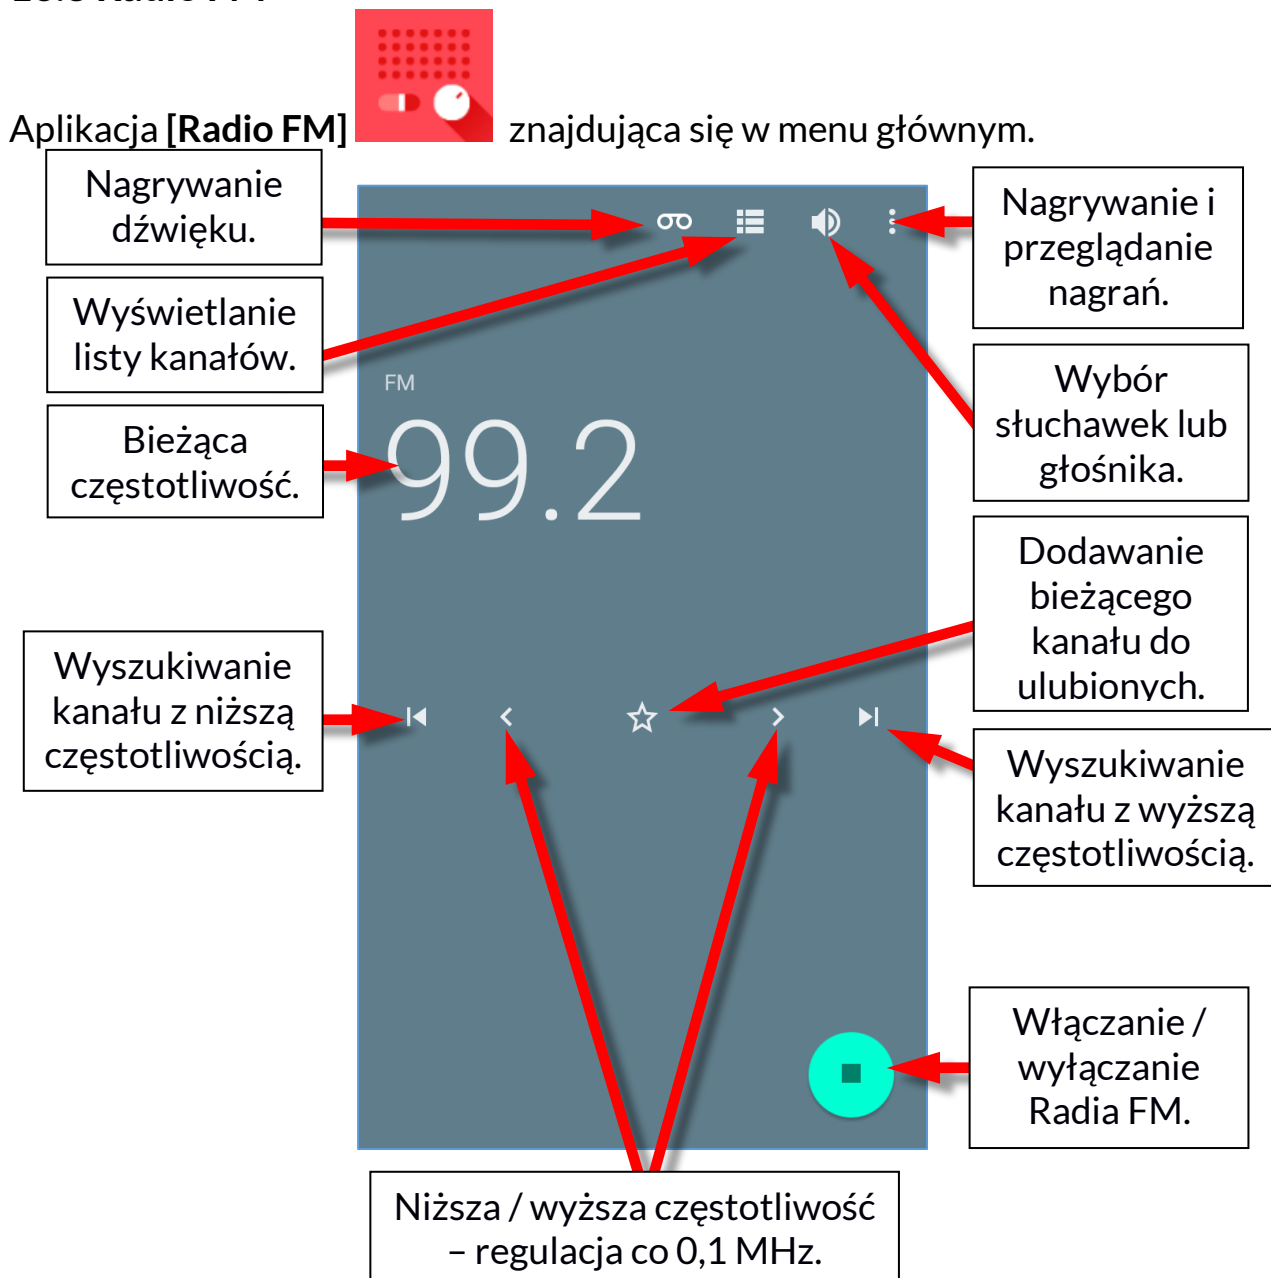 Aplikacja [Radio FM] znajdująca się w menu głównym.
Nagrywanie
dźwięku.
Wyświetlanie
listy kanałów.
Bieżąca
częstotliwość.
Wyszukiwanie
kanału z niższą
częstotliwością.
FM
99.2
Nagrywanie i
przeglądanie
nagrań.
Wybór
słuchawek lub
głośnika.
Dodawanie
bieżącego
kanału do
ulubionych.
Wyszukiwanie
kanału z wyższą
częstotliwością.
Włączanie /
wyłączanie
Radia FM.
Niższa / wyższa częstotliwość
– regulacja co 0,1 MHz.